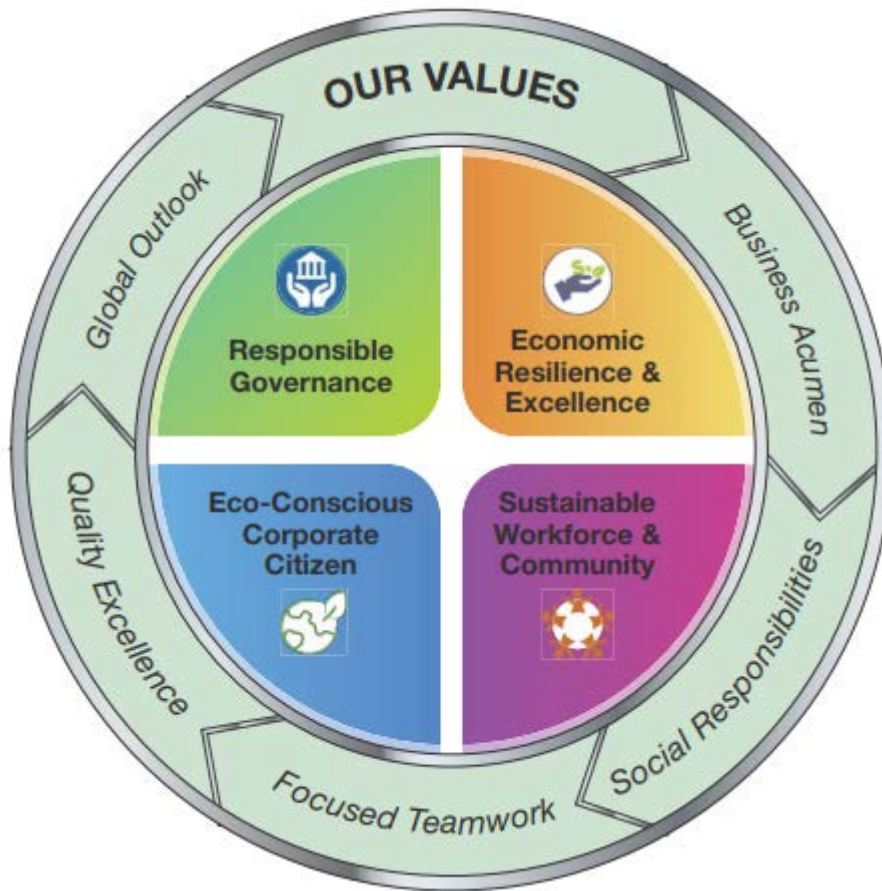 OUR VALUES
Business Acumen
Social Responsibilities
Focused Teamwork
Quality Excellence
Global Outlook
Responsible
Governance
Economic
Resilience &
Excellence
Eco-Conscious
Corporate
Citizen
Sustainable
Workforce &
Community